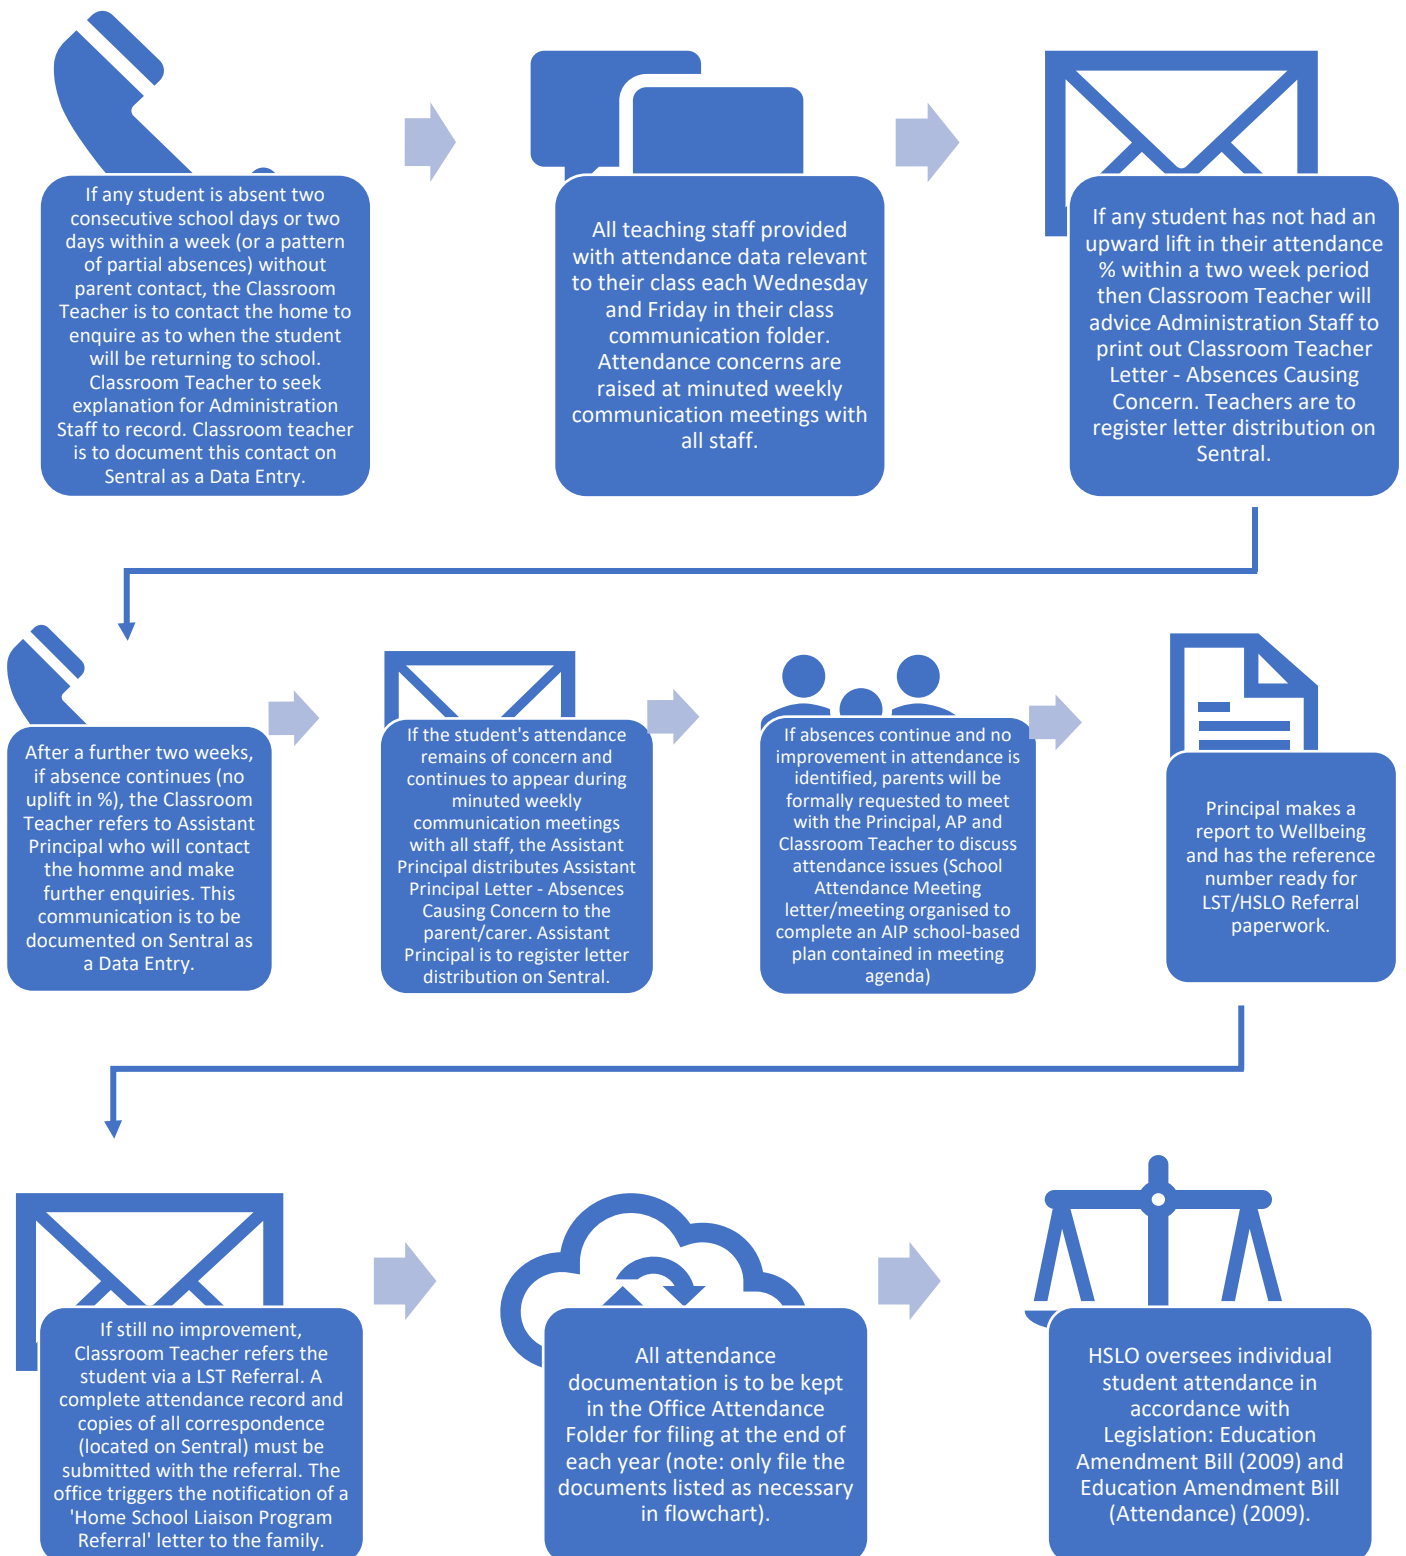 If any student is absent two
consecutive school days or two
days within a week (or a pattern
of partial absences) without
parent contact, the Classroom
Teacher is to contact the home to
enquire as to when the student
will be returning to school.
Classroom Teacher to seek
explanation for Administration
Staff to record. Classroom teacher
is to document this contact on
Sentral as a Data Entry.
All teaching staff provided
with attendance data relevant
to their class each Wednesday
and Friday in their class
communication folder.
Attendance concerns are
raised at minuted weekly
communication meetings with
all staff.
If any student has not had an
upward lift in their attendance
% within a two week period
then Classroom Teacher will
advice Administration Staff to
print out Classroom Teacher
Letter - Absences Causing
Concern. Teachers are to
register letter distribution on
Sentral.
After a further two weeks,
if absence continues (no
uplift in %), the Classroom
Teacher refers to Assistant
Principal who will contact
the homme and make
further enquiries. This
communication is to be
documented on Sentral as
a Data Entry.
If the student's attendance
remains of concern and
continues to appear during
minuted weekly
communication meetings
with all staff, the Assistant
Principal distributes Assistant
Principal Letter - Absences
Causing Concern to the
parent/carer. Assistant
Principal is to register letter
distribution on Sentral.
If absences continue and no
improvement in attendance is
identified, parents will be
formally requested to meet
with the Principal, AP and
Classroom Teacher to discuss
attendance issues (School
Attendance Meeting
letter/meeting organised to
complete an AIP school-based
plan contained in meeting
agenda)
Principal makes a
report to Wellbeing
and has the reference
number ready for
LST/HSLO Referral
paperwork.
If still no improvement,
Classroom Teacher refers the
student via a LST Referral. A
complete attendance record and
copies of all correspondence
(located on Sentral) must be
submitted with the referral. The
office triggers the notification of a
'Home School Liaison Program
Referral' letter to the family.
All attendance
documentation is to be kept
in the Office Attendance
Folder for filing at the end of
each year (note: only file the
documents listed as necessary
in flowchart).
HSLO oversees individual
student attendance in
accordance with
Legislation: Education
Amendment Bill (2009) and
Education Amendment Bill
(Attendance) (2009).